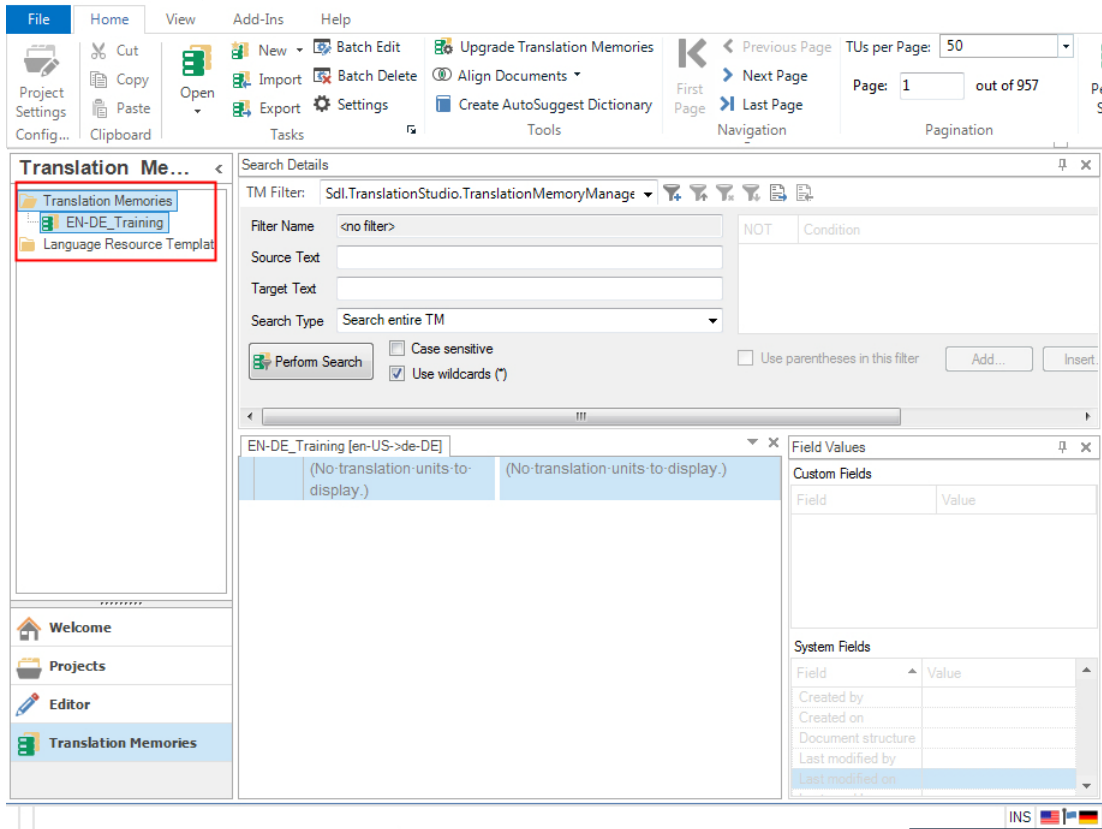 File Home View Add-Ins Help
Project Settings
Config...
Cut
Copy
Paste
Clipboard
Open
New
Import
Export
Batch Edit
Batch Delete
Settings
Tasks
Upgrade Translation Memories
Align Documents
Create AutoSuggest Dictionary
Tools
First Page
Previous Page
Next Page
Last Page
Navigation
TUs per Page: 50
Page: 1 out of 957
Pagination
Translation Me...
Translation Memories
EN-DE_Training
Language Resource Templat
Welcome
Projects
Editor
Translation Memories
Search Details
TM Filter: Sdl.TranslationStudio.TranslationMemoryManage
Filter Name <no filter>
Source Text
Target Text
Search Type Search entire TM
Perform Search
Case sensitive
Use wildcards (*)
NOT Condition
Use parentheses in this filter Add... Insert.
EN-DE_Training [en-US->de-DE]
(No·translation·units·to· (No·translation·units·to·display.)
display.)
Field Values
Custom Fields
Field Value
System Fields
Field Value
Created by
Created on
Document structure
Last modified by
Last modified on
INS